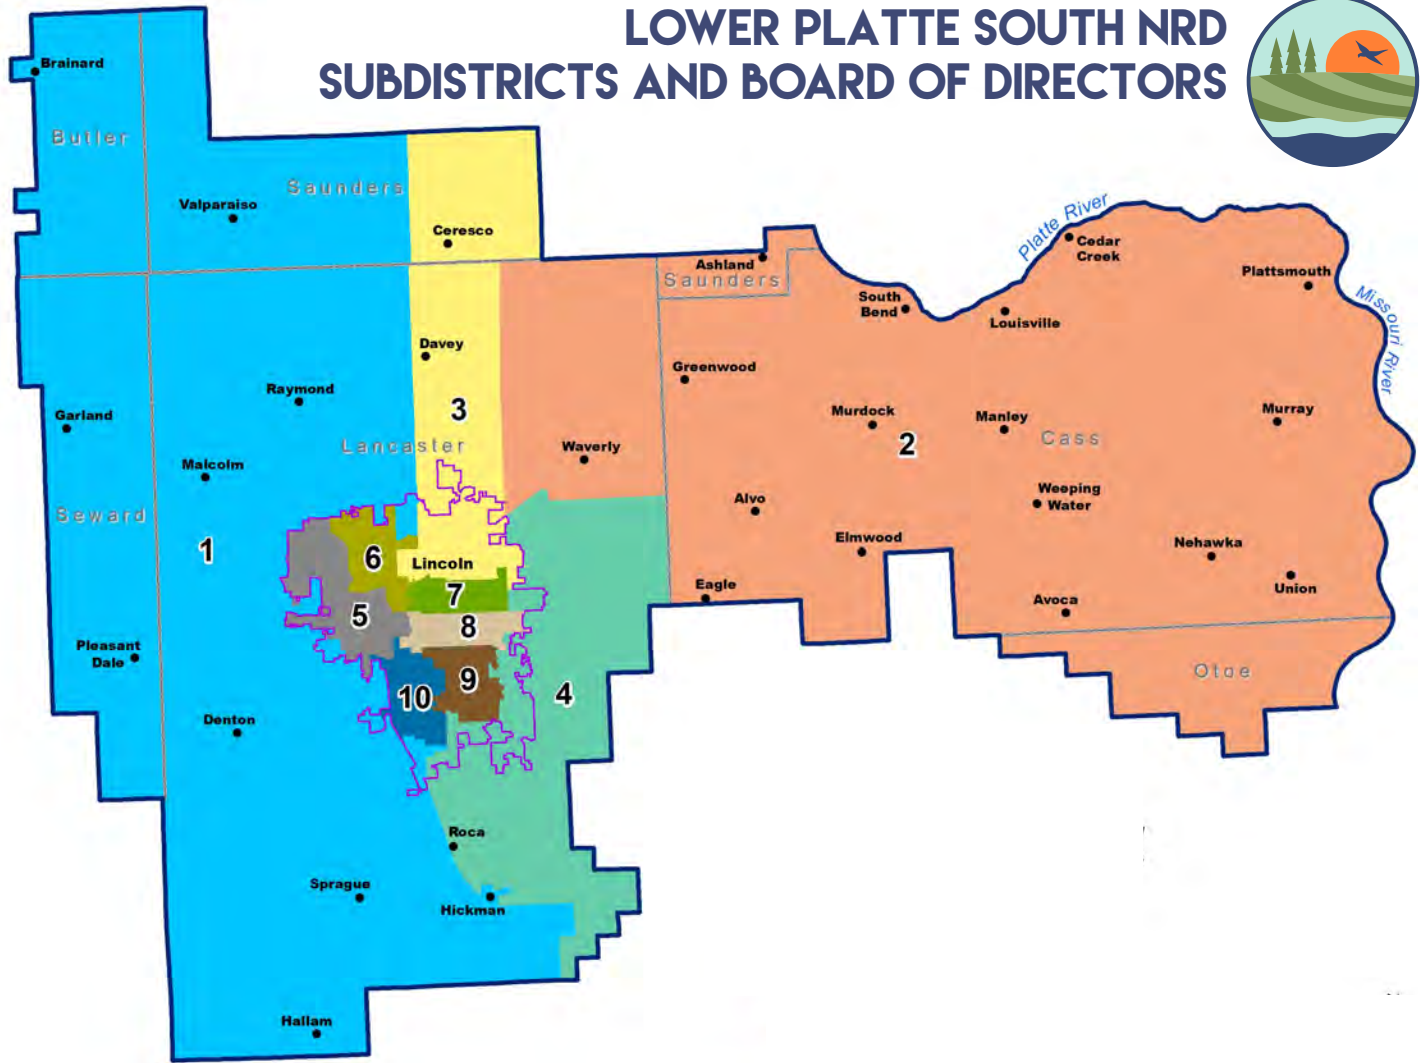 LOWER PLATTE SOUTH NRD
SUBDISTRICTS AND BOARD OF DIRECTORS
Brainard
Butler
Saunders
Valparaiso
Ceresco
Platte River
Cedar
Creek
Ashland
Saunders
Plattsmouth
South
Bend
Missouri River
Louisville
Davey
Greenwood
Raymond
3
Garland
Murdock
Manley
Murray
Lancaster
Waverly
2
Cass
Malcolm
Weeping
Water
Alvo
Seward
1
6
Lincoln
Elmwood
Nehawka
7
Eagle
Union
5
8
Avoca
Pleasant
Dale
Otoe
10
9
4
Denton
Roca
Sprague
Hickman
Hallam